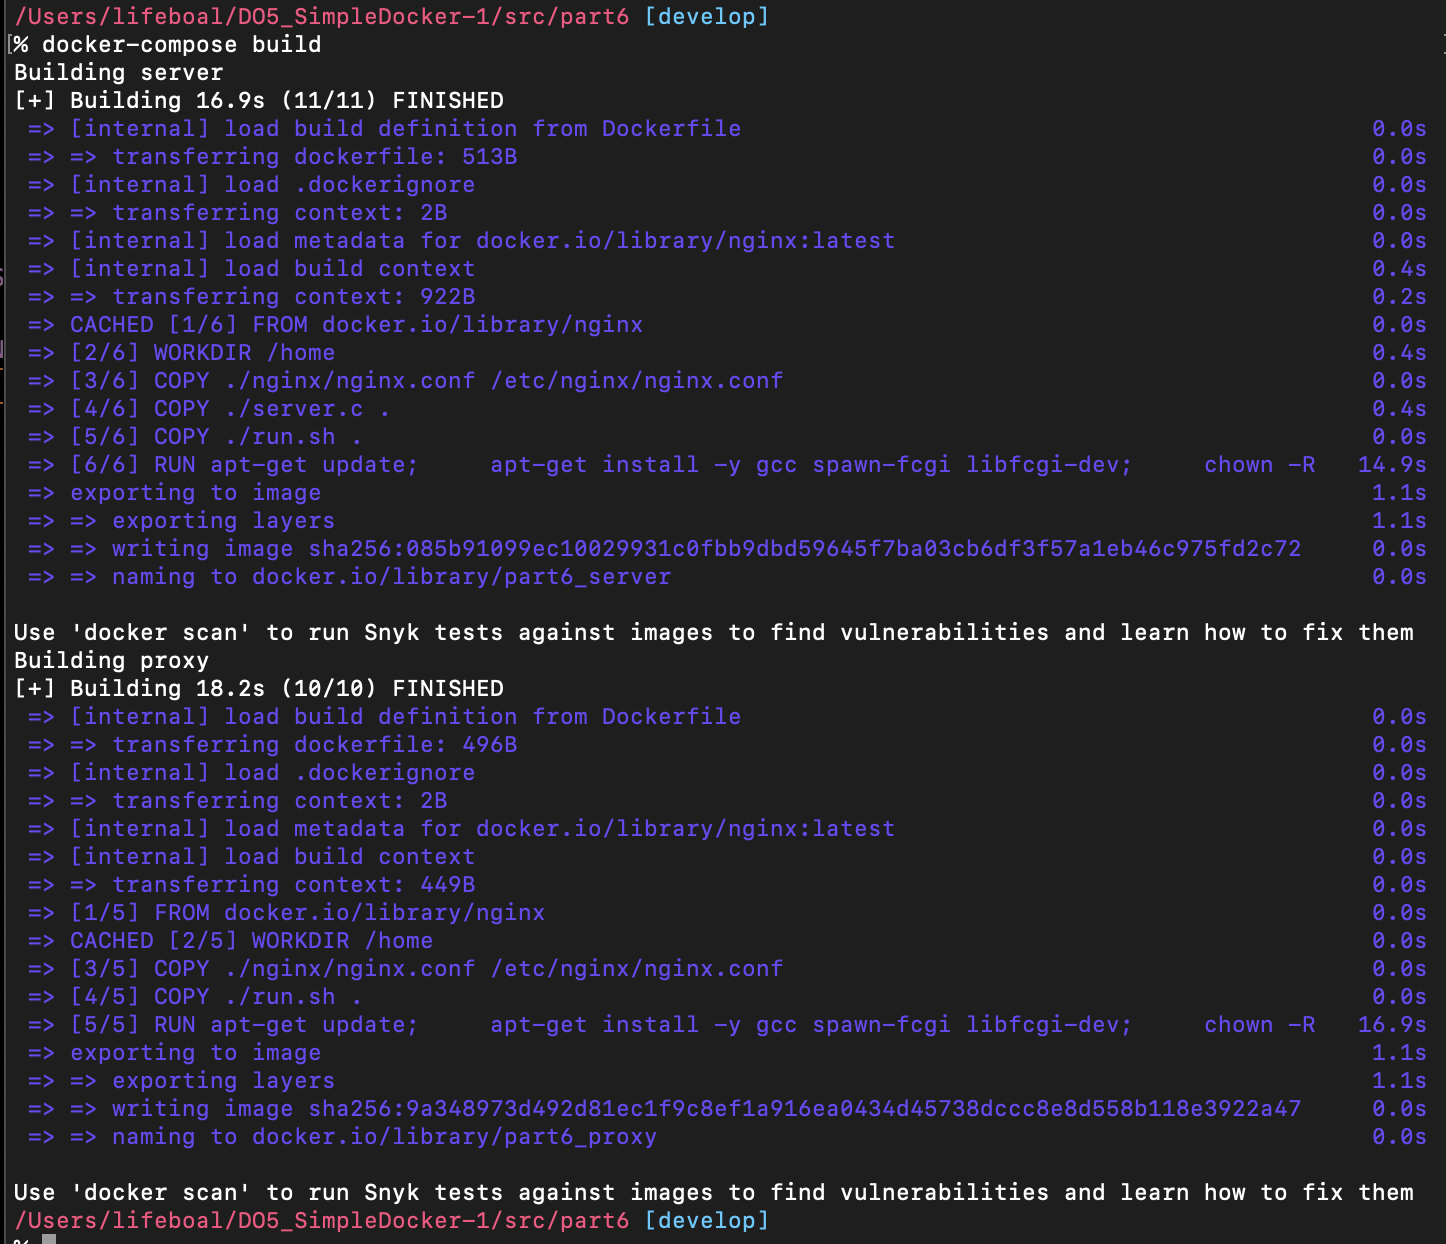 /Users/lifeboal/DO5_SimpleDocker-1/src/part6 [develop]
[% docker-compose build ]
Building server
[+] Building 16.9s (11/11) FINISHED
=> [internal] load build definition from Dockerfile 0.0s
=> => transferring dockerfile: 513B 0.0s
=> [internal] load .dockerignore 0.0s
=> => transferring context: 2B 0.0s
=> [internal] load metadata for docker.io/library/nginx:latest 0.0s
=> [internal] load build context 0.4s
=> => transferring context: 922B 0.2s
=> CACHED [1/6] FROM docker.io/library/nginx 0.0s
=> [2/6] WORKDIR /home 0.4s
=> [3/6] COPY ./nginx/nginx.conf /etc/nginx/nginx.conf 0.0s
=> [4/6] COPY ./server.c . 0.4s
=> [5/6] COPY ./run.sh . 0.0s
=> [6/6] RUN apt-get update;     apt-get install -y gcc spawn-fcgi libfcgi-dev;     chown -R 14.9s
=> exporting to image 1.1s
=> => exporting layers 1.1s
=> => writing image sha256:085b91099ec10029931c0fbb9dbd59645f7ba03cb6df3f57a1eb46c975fd2c72 0.0s
=> => naming to docker.io/library/part6_server 0.0s
Use 'docker scan' to run Snyk tests against images to find vulnerabilities and learn how to fix them
Building proxy
[+] Building 18.2s (10/10) FINISHED
=> [internal] load build definition from Dockerfile 0.0s
=> => transferring dockerfile: 496B 0.0s
=> [internal] load .dockerignore 0.0s
=> => transferring context: 2B 0.0s
=> [internal] load metadata for docker.io/library/nginx:latest 0.0s
=> [internal] load build context 0.0s
=> => transferring context: 449B 0.0s
=> [1/5] FROM docker.io/library/nginx 0.0s
=> CACHED [2/5] WORKDIR /home 0.0s
=> [3/5] COPY ./nginx/nginx.conf /etc/nginx/nginx.conf 0.0s
=> [4/5] COPY ./run.sh . 0.0s
=> [5/5] RUN apt-get update;     apt-get install -y gcc spawn-fcgi libfcgi-dev;     chown -R 16.9s
=> exporting to image 1.1s
=> => exporting layers 1.1s
=> => writing image sha256:9a348973d492d81ec1f9c8ef1a916ea0434d45738dccc8e8d558b118e3922a47 0.0s
=> => naming to docker.io/library/part6_proxy 0.0s
Use 'docker scan' to run Snyk tests against images to find vulnerabilities and learn how to fix them
/Users/lifeboal/DO5_SimpleDocker-1/src/part6 [develop]
%